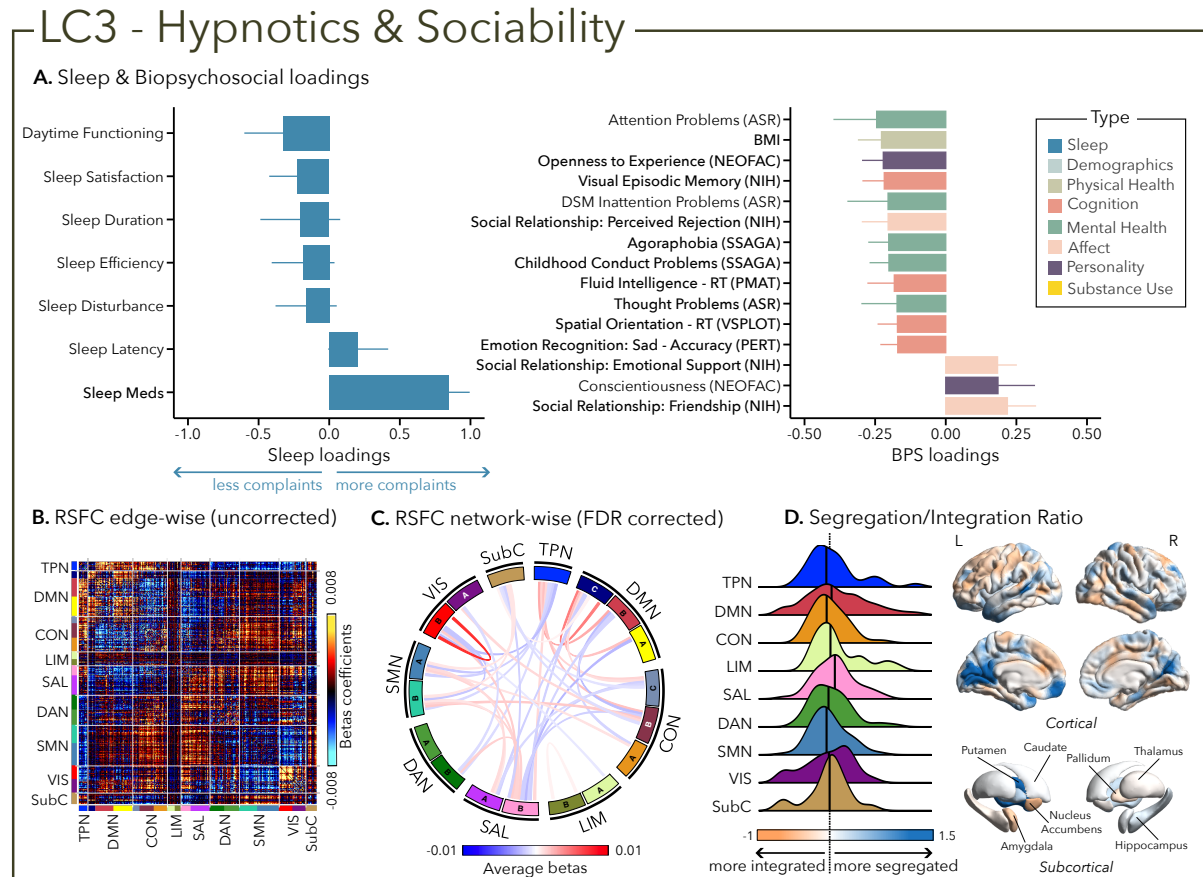 LC3 - Hypnotics & Sociability
A. Sleep & Biopsychosocial loadings
Daytime Functioning
Sleep Satisfaction
Sleep Duration
Sleep Efficiency
Sleep Disturbance
Sleep Latency
Sleep Meds
-1.0 -0.5 0.0 0.5 1.0
Sleep loadings
less complaints more complaints
Attention Problems (ASR)
BMI
Openness to Experience (NEOFAC)
Visual Episodic Memory (NIH)
DSM Inattention Problems (ASR)
Social Relationship: Perceived Rejection (NIH)
Agoraphobia (SSAGA)
Childhood Conduct Problems (SSAGA)
Fluid Intelligence - RT (PMAT)
Thought Problems (ASR)
Spatial Orientation - RT (VSPLOT)
Emotion Recognition: Sad - Accuracy (PERT)
Social Relationship: Emotional Support (NIH)
Conscientiousness (NEOFAC)
Social Relationship: Friendship (NIH)
-0.50 -0.25 0.00 0.25 0.50
BPS loadings
Type
Sleep
Demographics
Physical Health
Cognition
Mental Health
Affect
Personality
Substance Use
B. RSFC edge-wise (uncorrected)
TPN
DMN
CON
LIM
SAL
DAN
SMN
VIS
SubC
TPN DMN CON LIM SAL DAN SMN VIS SubC
0.008
Betas coefficients
-0.008
C. RSFC network-wise (FDR corrected)
SubC
TPN
DMN
C
B
A
CON
C
B
A
LIM
A
B
SAL
B
A
DAN
B
A
SMN
B
A
VIS
B
A
-0.01 0.01
Average betas
D. Segregation/Integration Ratio
TPN
DMN
CON
LIM
SAL
DAN
SMN
VIS
SubC
-1 1.5
more integrated more segregated
L R
Cortical
Putamen
Caudate
Pallidum
Thalamus
Nucleus
Accumbens
Amygdala
Hippocampus
Subcortical